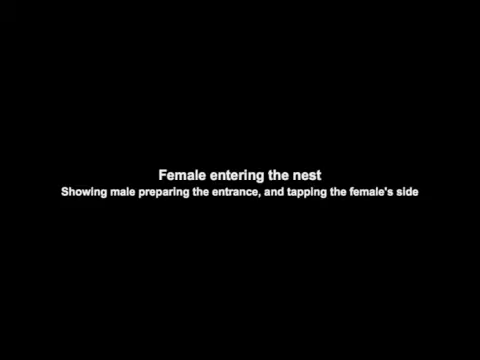 Female entering the nest
Showing male preparing the entrance, and tapping the female's side